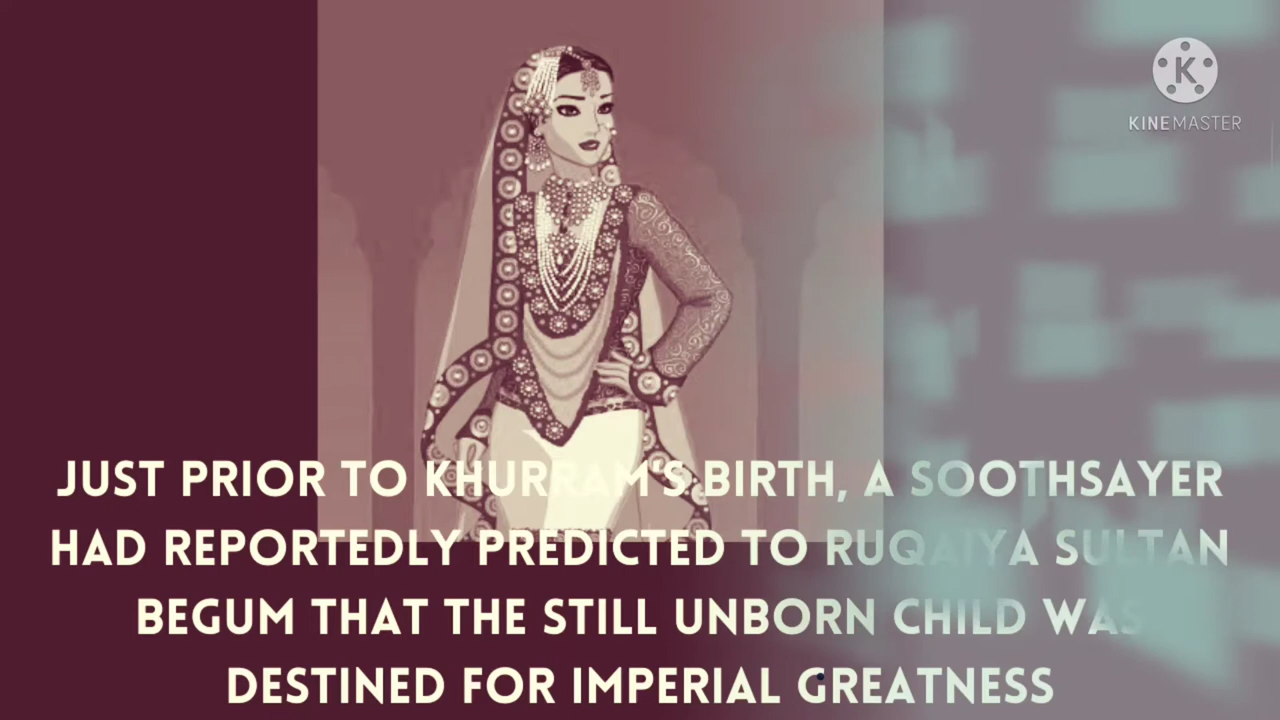 K
KINEMASTER
JUST PRIOR TO KHURRAM'S BIRTH, A SOOTHSAYER
HAD REPORTEDLY PREDICTED TO RUQAIYA SULTAN
BEGUM THAT THE STILL UNBORN CHILD WAS
DESTINED FOR IMPERIAL GREATNESS